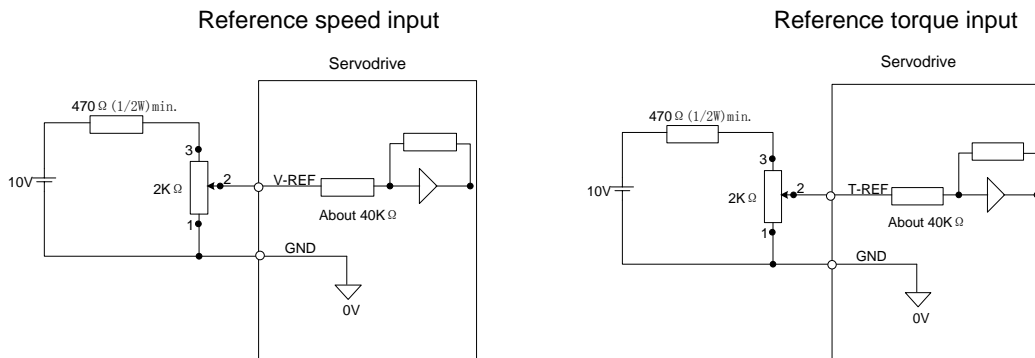 Reference speed input
Servodrive
470Ω(1/2W)min.
3
10V
2KΩ
2
V-REF
About 40KΩ
1
GND
0V
Reference torque input
Servodrive
470Ω(1/2W)min.
3
10V
2KΩ
2
T-REF
About 40KΩ
1
GND
0V